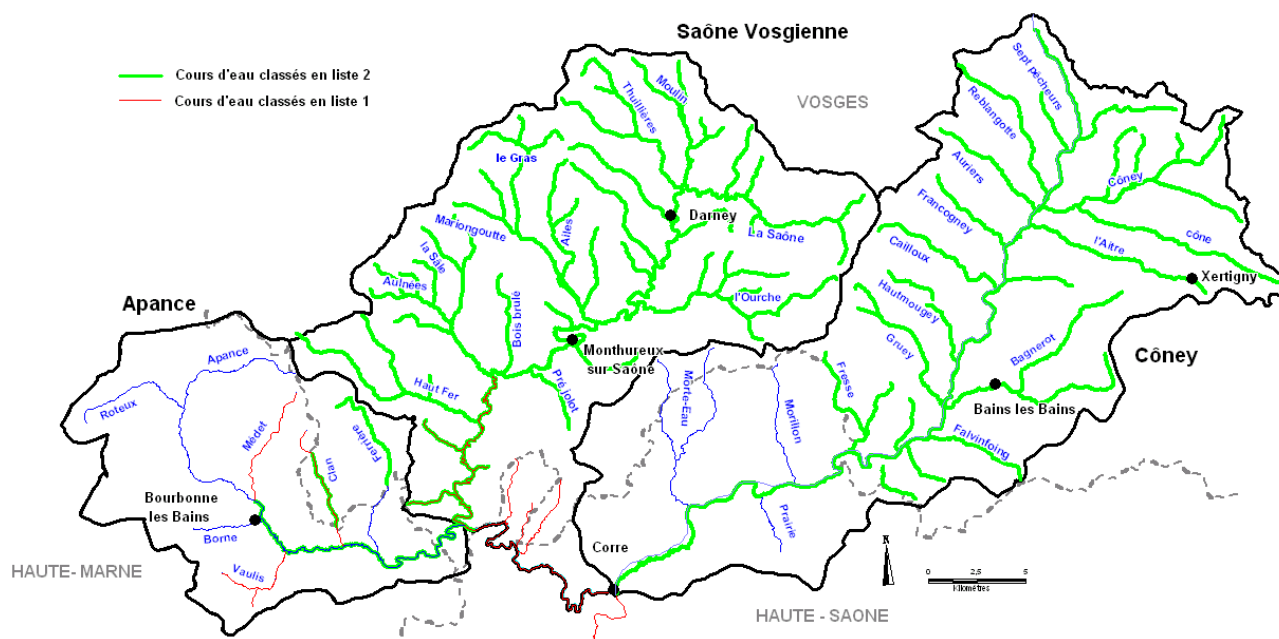 Saône Vosgienne
Cours d'eau classés en liste 2
Cours d'eau classés en liste 1
VOSGES
Sept pêcheurs
Reblangotte
Moulin
Thuillières
le Gras
Auriers
Côney
Francogney
Darney
Mariongoutte
Ailes
La Saône
cône
l'Aitre
Cailloux
la Sâle
Aulnées
Xertigny
Hautmougey
l'Ourche
Bois brulé
Apance
Monthureux
sur Saône
Gruey
Bagnerot
Côney
Apance
Haut Fer
Pré jolot
Morte-Eau
Morillon
Fresse
Bains les Bains
Roteux
Médet
Clan
Ferrière
Falvinfoing
Bourbonne
les Bains
Borne
Prairie
Corre
Vaulis
HAUTE- MARNE
HAUTE - SAONE
N
0 2,5 5
Kilomètres